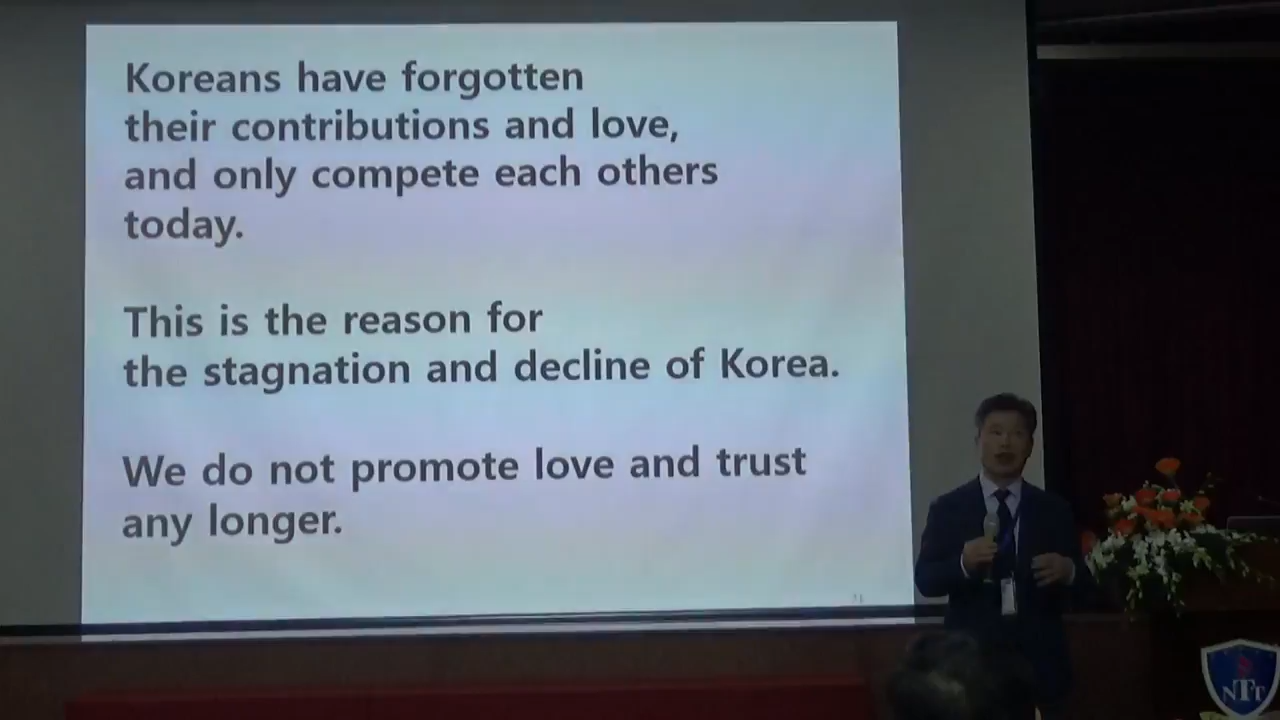 Koreans have forgotten
their contributions and love,
and only compete each others
today.
This is the reason for
the stagnation and decline of Korea.
We do not promote love and trust
any longer.
NTT